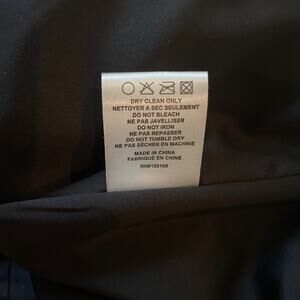 DRY CLEAN ONLY
NETTOYER A SEC SEULEMENT
DO NOT BLEACH
NE PAS JAVELLISER
DO NOT IRON
NE PAS REPASSER
DO NOT TUMBLE DRY
NE PAS SÉCHER EN MACHINE
MADE IN CHINA
FABRIQUÉ EN CHINE